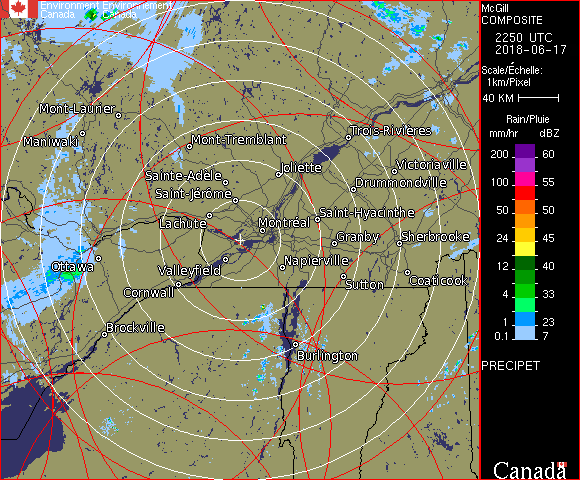 Environment Environnement
Canada Canada
Mont-Laurier
Maniwaki
Mont-Tremblant
Trois-Rivières
Sainte-Adèle
Joliette
Victoriaville
Saint-Jérôme
Drummondville
Lachute
Montréal
Saint-Hyacinthe
Granby
Sherbrooke
Ottawa
Valleyfield
Napierville
Cornwall
Sutton
Coaticook
Brockville
Burlington
McGill
COMPOSITE
2250 UTC
2018-06-17
Scale/Échelle:
1km/Pixel
40 KM
Rain/Pluie
mm/hr dBZ
200 60
100 55
50 50
24 45
12 40
4 33
1 23
0.1 7
PRECIPET
Canada